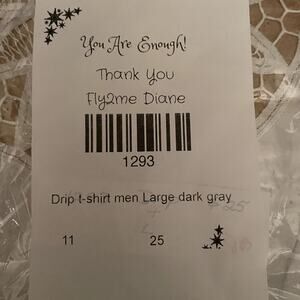 You Are Enough!
Thank You
Fly2me Diane
1293
Drip t-shirt men Large dark gray
11 25